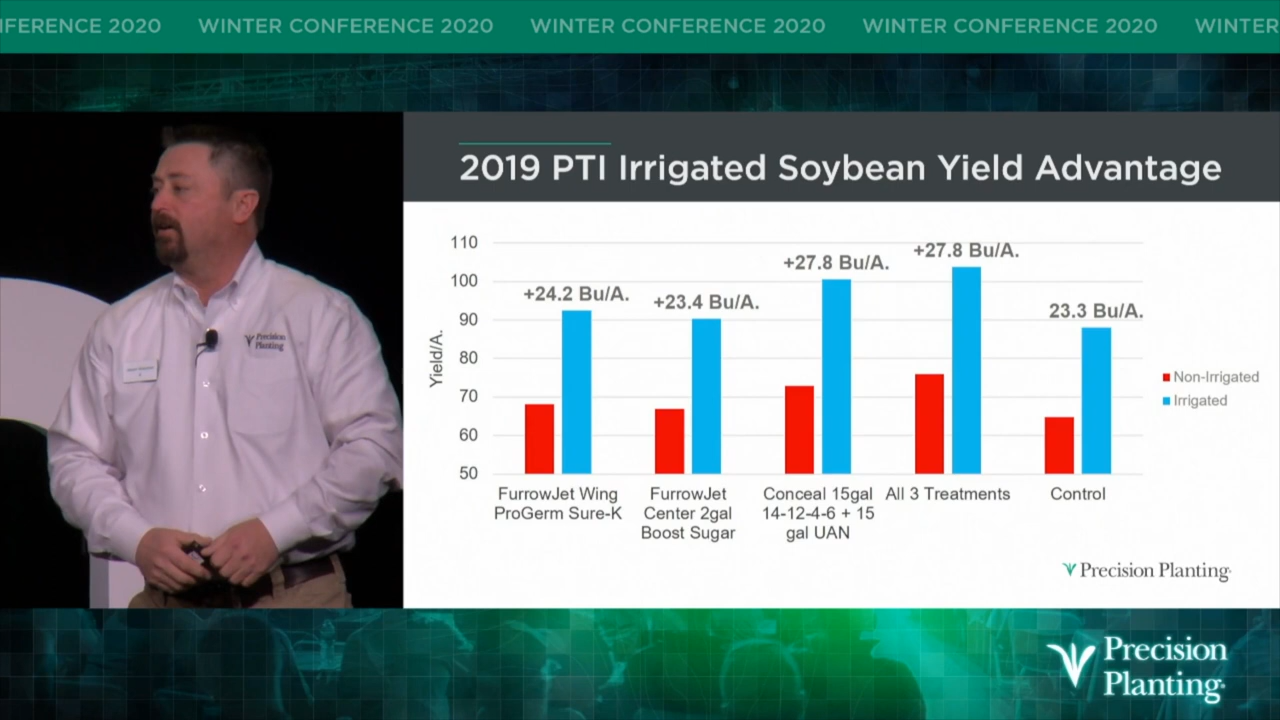 FERENCE 2020 WINTER CONFERENCE 2020 WINTER CONFERENCE 2020 WINTER CONFERENCE 2020 WINTER
2019 PTI Irrigated Soybean Yield Advantage
110
100
90
80
70
60
50
Yield/A.
+24.2 Bu/A.
+23.4 Bu/A.
+27.8 Bu/A.
+27.8 Bu/A.
23.3 Bu/A.
Non-Irrigated
Irrigated
FurrowJet Wing
ProGerm Sure-K
FurrowJet
Center 2gal
Boost Sugar
Conceal 15gal
14-12-4-6 + 15
gal UAN
All 3 Treatments
Control
Precision Planting
Precision
Planting
Precision
Planting